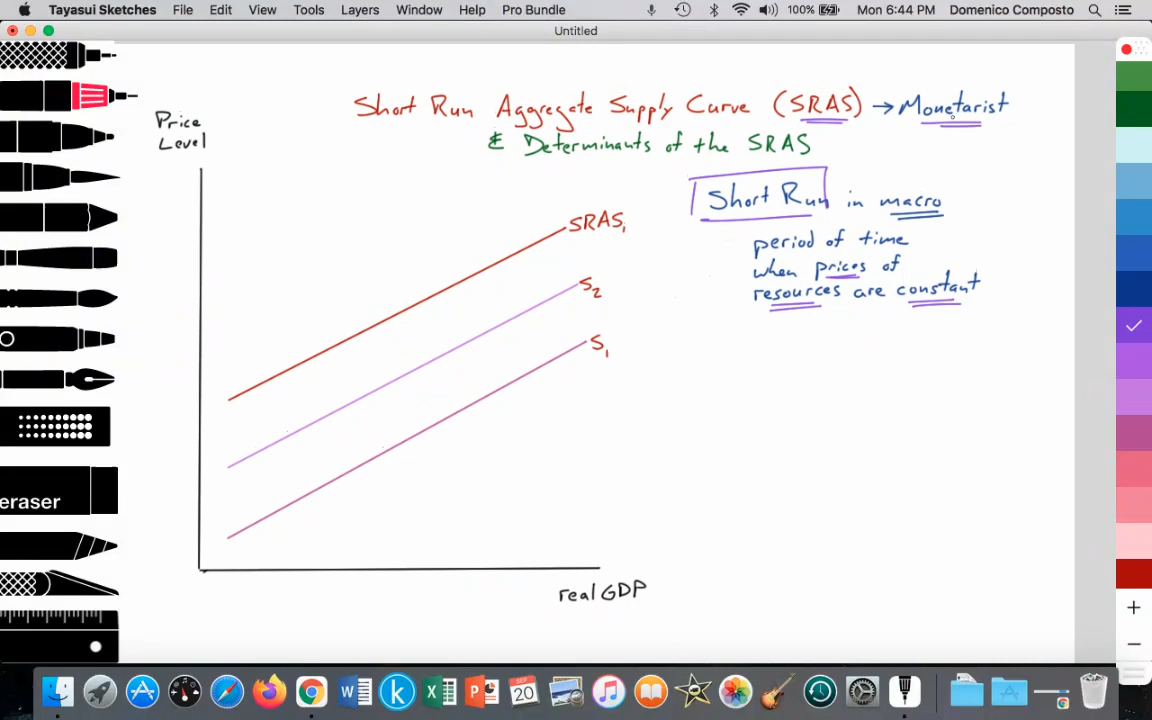 Tayasui Sketches File Edit View Tools Layers Window Help Pro Bundle 100% Mon 6:44 PM Domenico Composto
Untitled
Short Run Aggregate Supply Curve (SRAS) → Monetarist
& Determinants of the SRAS
Price
Level
Short Run in macro
period of time
when prices of
resources are constant
SRAS₁
S₂
S₁
real GDP
eraser
SEP
20